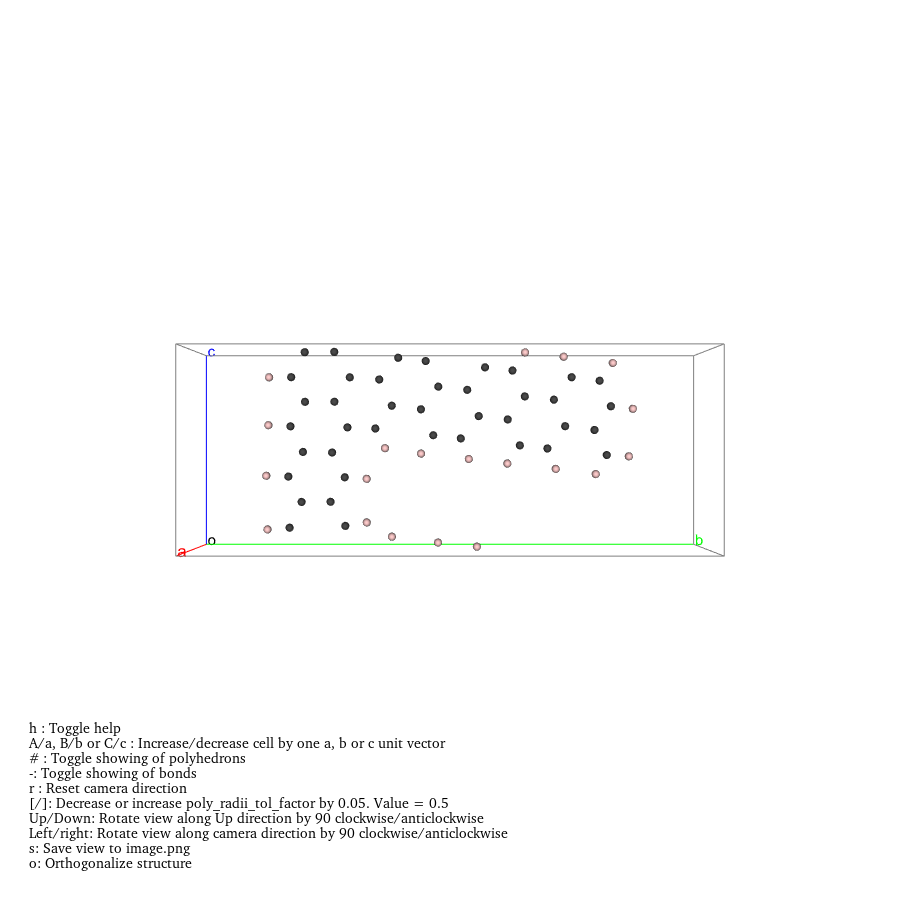 c
o
a
b
h : Toggle help
A/a, B/b or C/c : Increase/decrease cell by one a, b or c unit vector
# : Toggle showing of polyhedrons
-: Toggle showing of bonds
r : Reset camera direction
[/]: Decrease or increase poly_radii_tol_factor by 0.05. Value = 0.5
Up/Down: Rotate view along Up direction by 90 clockwise/anticlockwise
Left/right: Rotate view along camera direction by 90 clockwise/anticlockwise
s: Save view to image.png
o: Orthogonalize structure